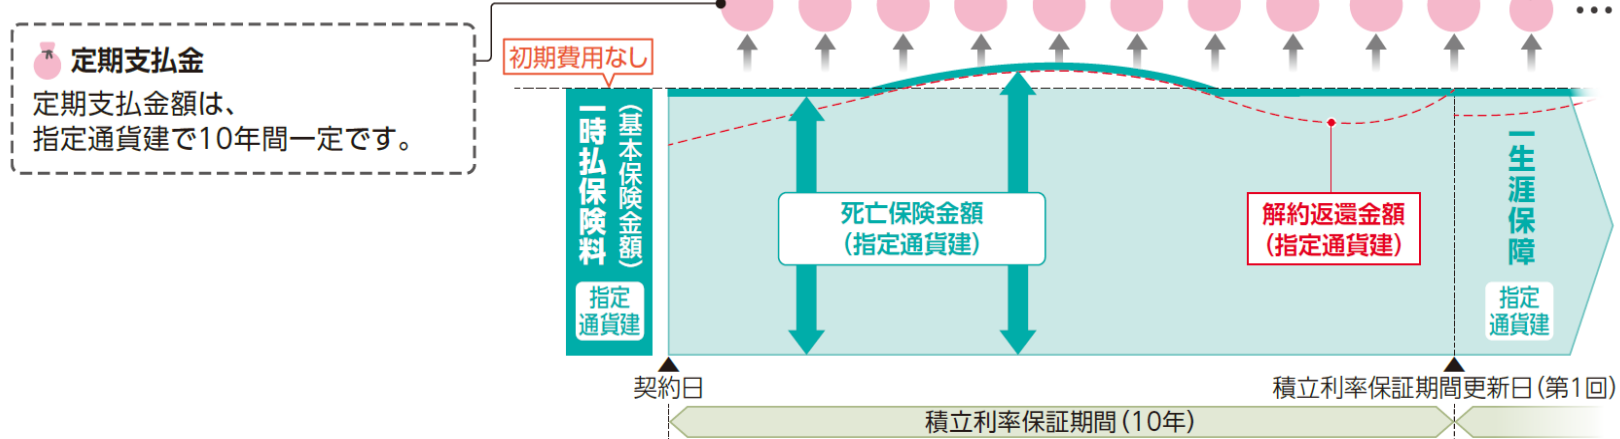 定期支払金
定期支払金額は、
指定通貨建で10年間一定です。
初期費用なし
…
一時払保険料
（基本保険金額）
指定
通貨建
死亡保険金額
（指定通貨建）
解約返還金額
（指定通貨建）
一生涯保障
指定
通貨建
契約日
積立利率保証期間更新日（第1回）
積立利率保証期間（10年）